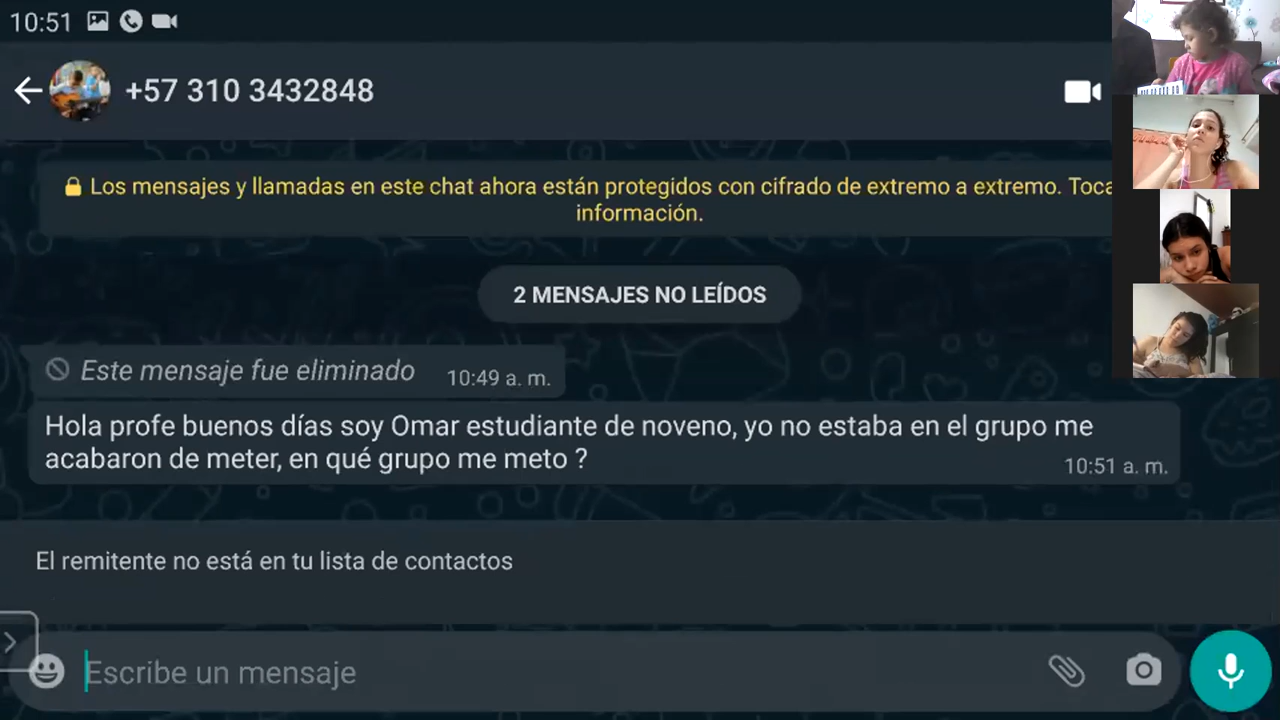 10:51
+57 310 3432848
Los mensajes y llamadas en este chat ahora están protegidos con cifrado de extremo a extremo. Toca
información.
2 MENSAJES NO LEÍDOS
Este mensaje fue eliminado 10:49 a. m.
Hola profe buenos días soy Omar estudiante de noveno, yo no estaba en el grupo me
acabaron de meter, en qué grupo me meto ?
10:51 a. m.
El remitente no está en tu lista de contactos
Escribe un mensaje